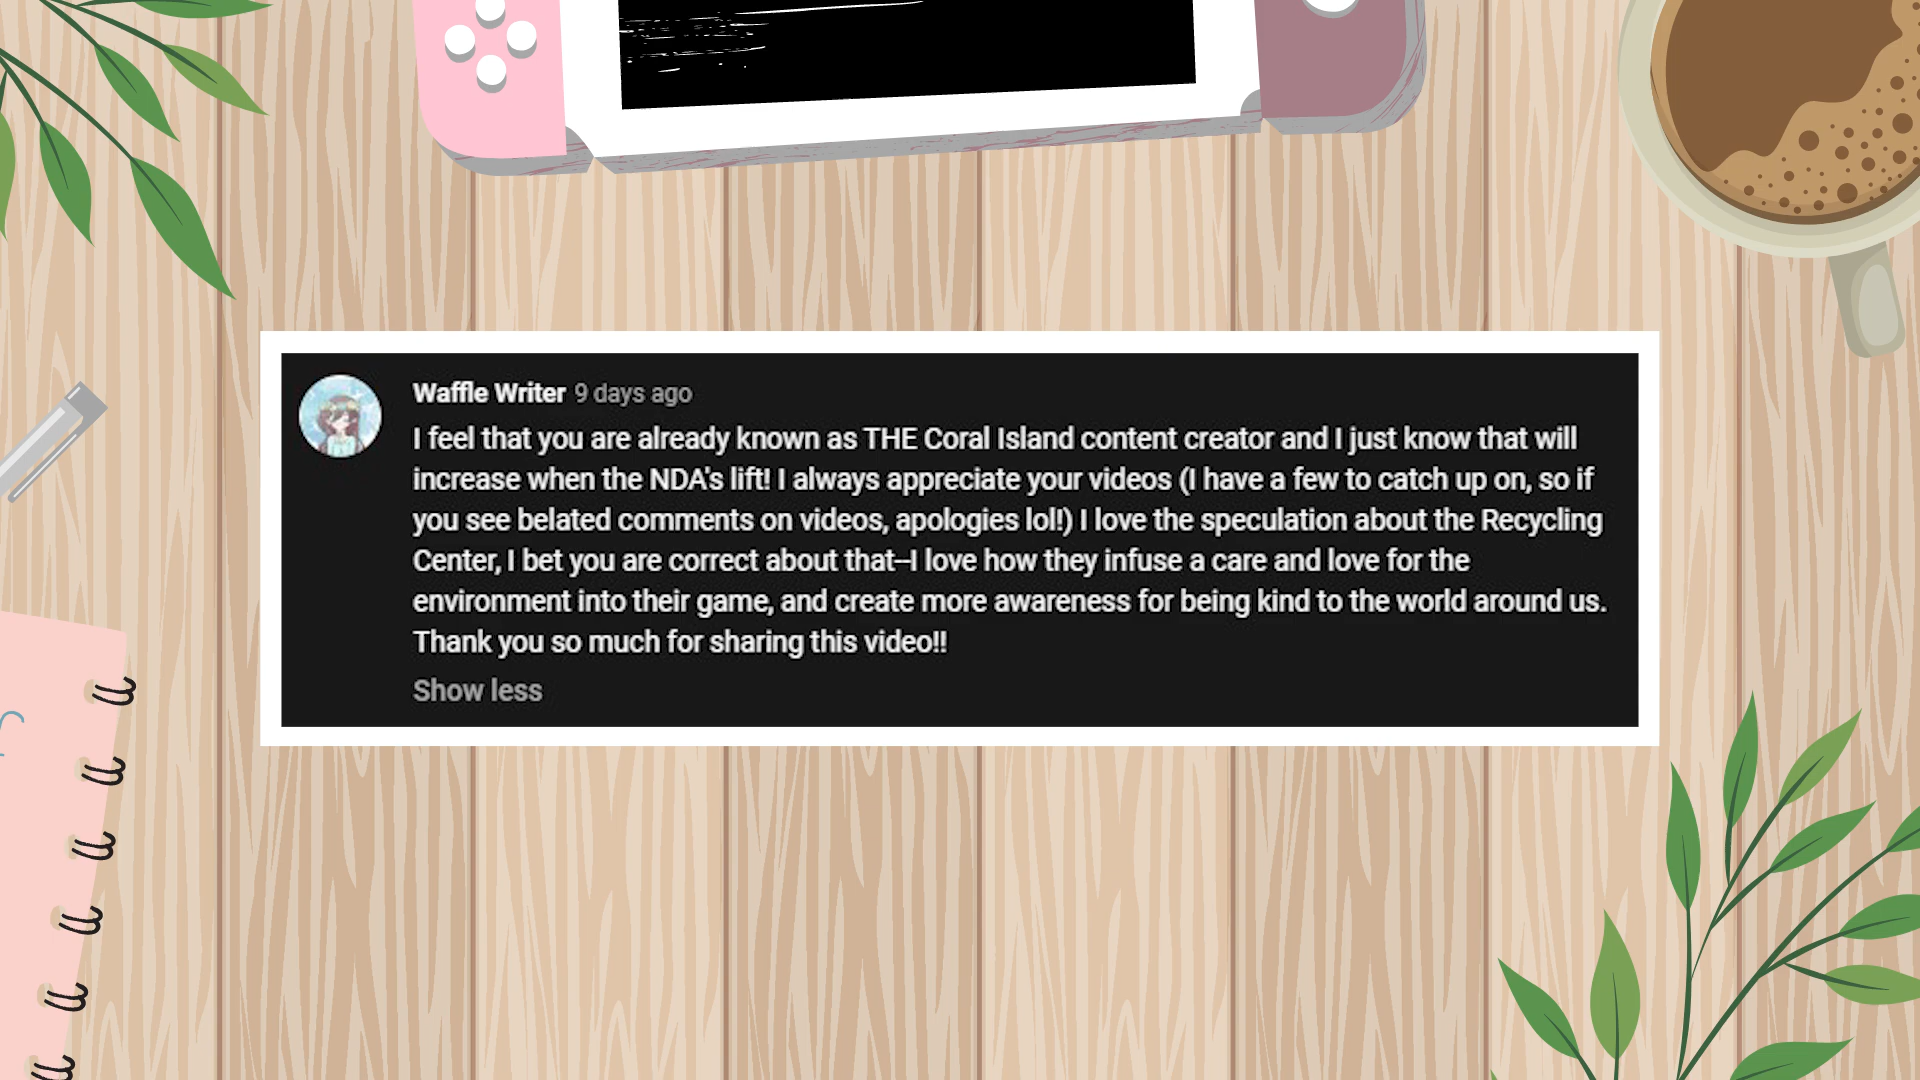 Waffle Writer 9 days ago
I feel that you are already known as THE Coral Island content creator and I just know that will
increase when the NDA's lift! I always appreciate your videos (I have a few to catch up on, so if
you see belated comments on videos, apologies lol!) I love the speculation about the Recycling
Center, I bet you are correct about that--I love how they infuse a care and love for the
environment into their game, and create more awareness for being kind to the world around us.
Thank you so much for sharing this video!!
Show less